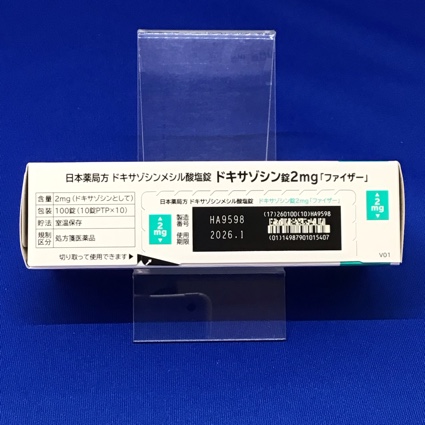 日本薬局方 ドキサゾシンメシル酸塩錠 ドキサゾシン錠2mg「ファイザー」
含量 2mg(ドキサゾシンとして)
包装 100錠(10錠PTP×10)
貯法 室温保存
規制区分 処方箋医薬品
切り取って使用できます▶
▲2mg▼
日本薬局方 ドキサゾシンメシル酸塩錠 ドキサゾシン錠2mg「ファイザー」
製造番号 HA9598
使用期限 2026.1
(17)260100(10)HA9598
(01)14987901015407
▲2mg▼
V01